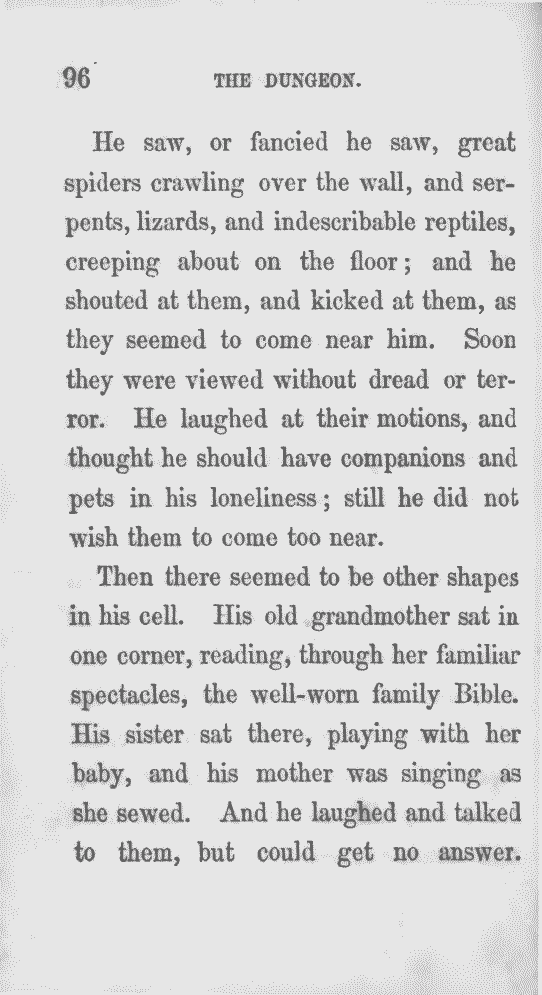 96 THE DUNGEON.
He saw, or fancied he saw, great
spiders crawling over the wall, and ser-
pents, lizards, and indescribable reptiles,
creeping about on the floor; and he
shouted at them, and kicked at them, as
they seemed to come near him. Soon
they were viewed without dread or ter-
ror. He laughed at their motions, and
thought he should have companions and
pets in his loneliness; still he did not
wish them to come too near.
Then there seemed to be other shapes
in his cell. His old grandmother sat in
one corner, reading, through her familiar
spectacles, the well-worn family Bible.
His sister sat there, playing with her
baby, and his mother was singing as
she sewed. And he laughed and talked
to them, but could get no answer.